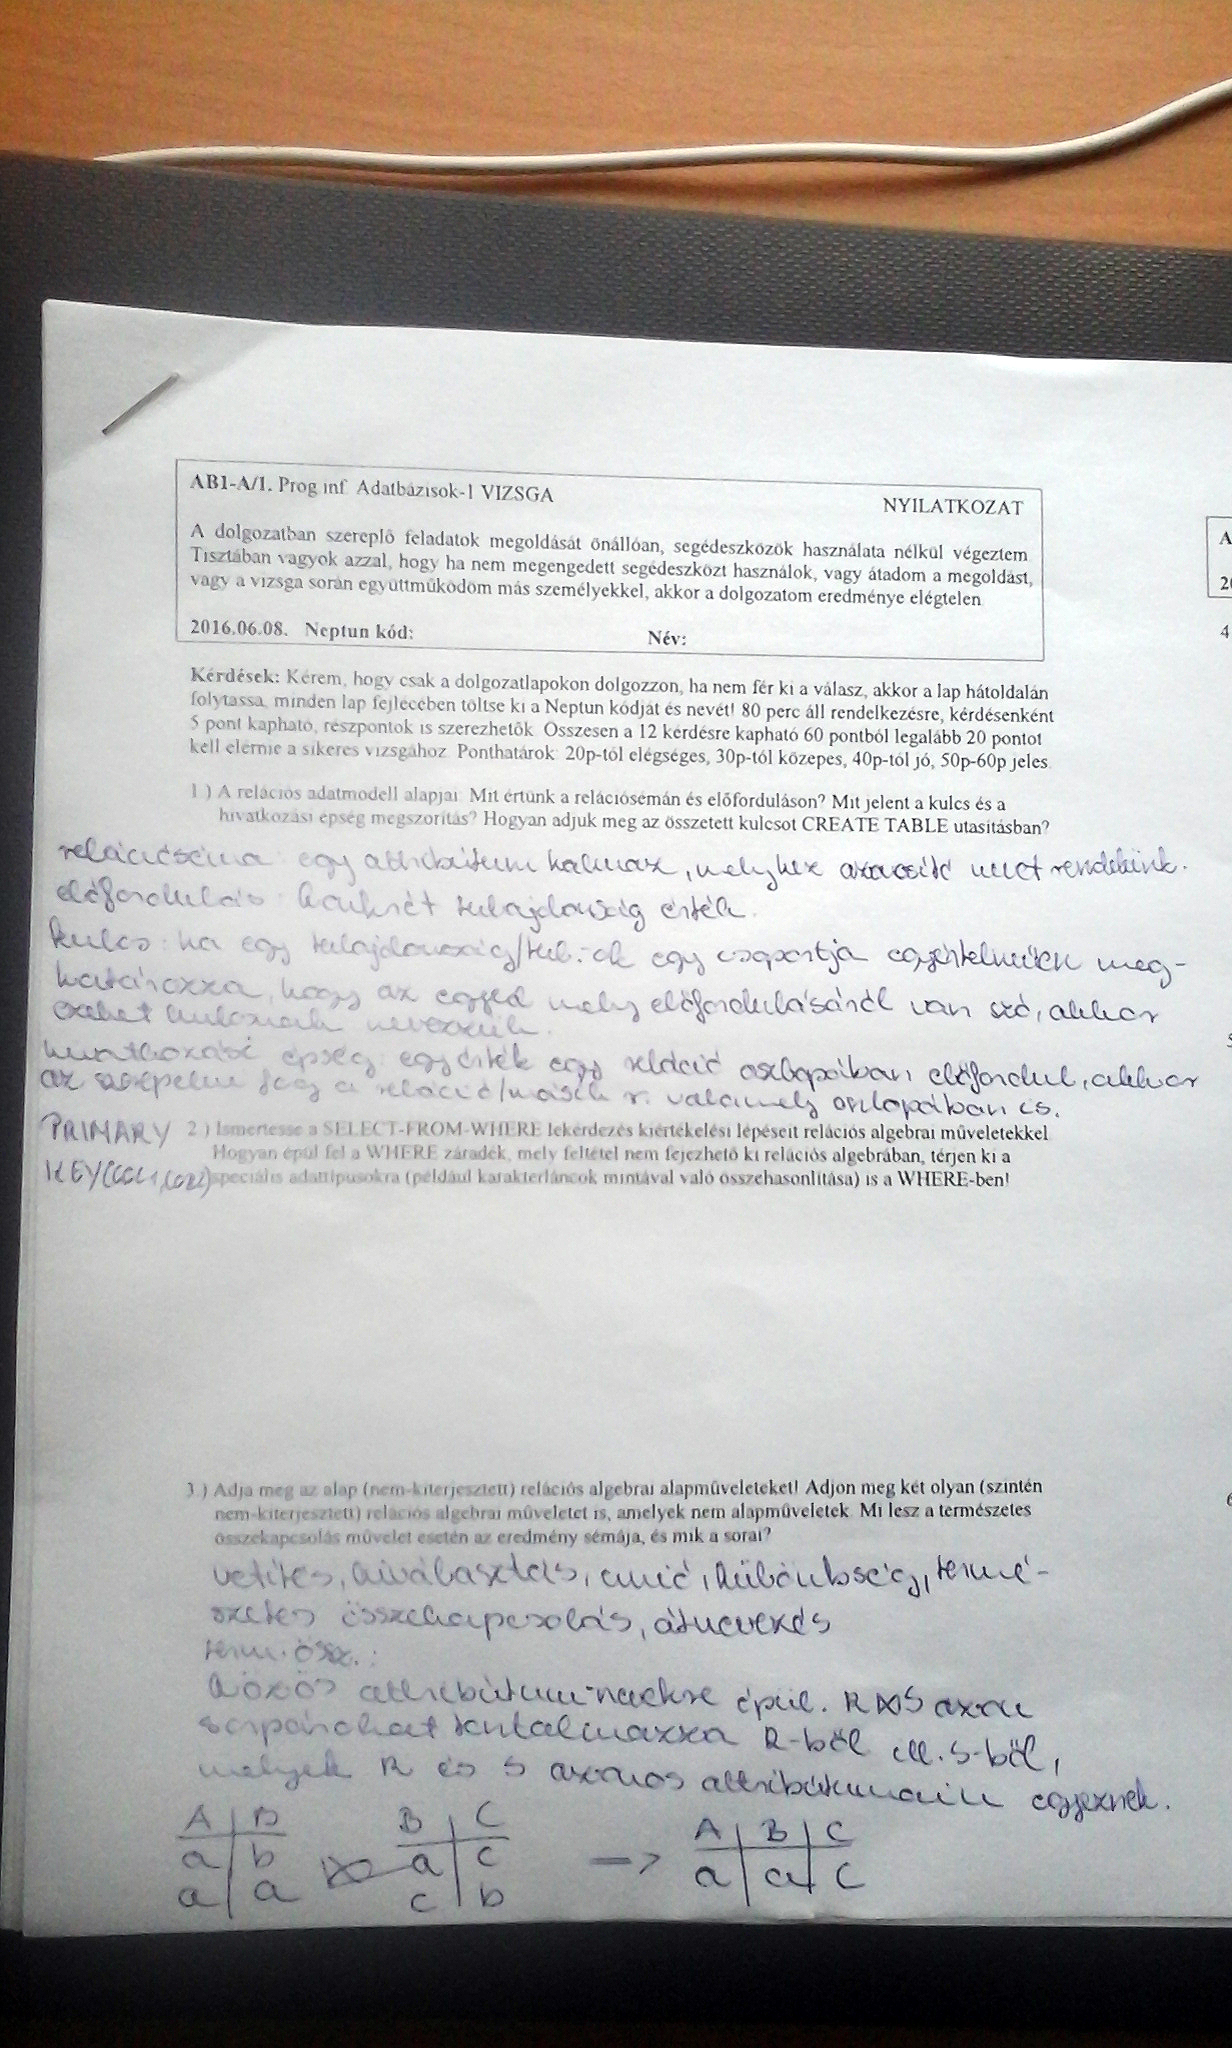 AB1-A/1. Prog inf. Adatbázisok-1 VIZSGA
NYILATKOZAT
A dolgozatban szereplő feladatok megoldását önállóan, segédeszközök használata nélkül végeztem.
Tisztában vagyok azzal, hogy ha nem megengedett segédeszközt használok, vagy átadom a megoldást,
vagy a vizsga során együttműködöm más személyekkel, akkor a dolgozatom eredménye elégtelen
2016.06.08. Neptun kód: Név:
Kérdések: Kérem, hogy csak a dolgozatlapokon dolgozzon, ha nem fér ki a válasz, akkor a lap hátoldalán
folytassa, minden lap fejlécében töltse ki a Neptun kódját és nevét! 80 perc áll rendelkezésre, kérdésenként
5 pont kapható, részpontok is szerezhetők. Összesen a 12 kérdésre kapható 60 pontból legalább 20 pontot
kell elérnie a sikeres vizsgához. Ponthatárok: 20p-tól elégséges, 30p-tól közepes, 40p-tól jó, 50p-60p jeles.
1.) A relációs adatmodell alapjai: Mit értünk a relációsémán és előforduláson? Mit jelent a kulcs és a
hivatkozási épség megszorítás? Hogyan adjuk meg az összetett kulcsot CREATE TABLE utasításban?
relációséma: egy attribútum halmaz, melyhez azonosító nevet rendelünk.
előfordulás: konkrét tulajdonság érték.
kulcs: ha egy tulajdonság/tul.-ok egy csoportja egyértelműen meg-
határozza, hogy az egyed mely előfordulásáról van szó, akkor
ezeket kulcsnak nevezzük.
hivatkozási épség: egy érték egy reláció oszlopában előfordul, akkor
az szerepelni fog a reláció/másik r. valamely oszlopában is.
PRIMARY
KEY(col1,col2)
2.) Ismertesse a SELECT-FROM-WHERE lekérdezés kiértékelési lépéseit relációs algebrai műveletekkel
Hogyan épül fel a WHERE záradék, mely feltétel nem fejezhető ki relációs algebrában, térjen ki a
speciális adattípusokra (például karakterláncok mintával való összehasonlítása) is a WHERE-ben!
3.) Adja meg az alap (nem-kiterjesztett) relációs algebrai alapműveleteket! Adjon meg két olyan (szintén
nem-kiterjesztett) relációs algebrai műveletet is, amelyek nem alapműveletek. Mi lesz a természetes
összekapcsolás művelet esetén az eredmény sémája, és mik a sorai?
vetítés, kiválasztás, unió, különbség, termé-
szetes összekapcsolás, átnevezés
term. össz.:
közös attribútum-nevekre épül. R⋈S azon
sorpárokat tartalmazza R-ből ill. S-ből,
melyek R és S azonos attribútumain egyeznek.
A B B C A B C
a b ⋈ a c → a a c
a a c b